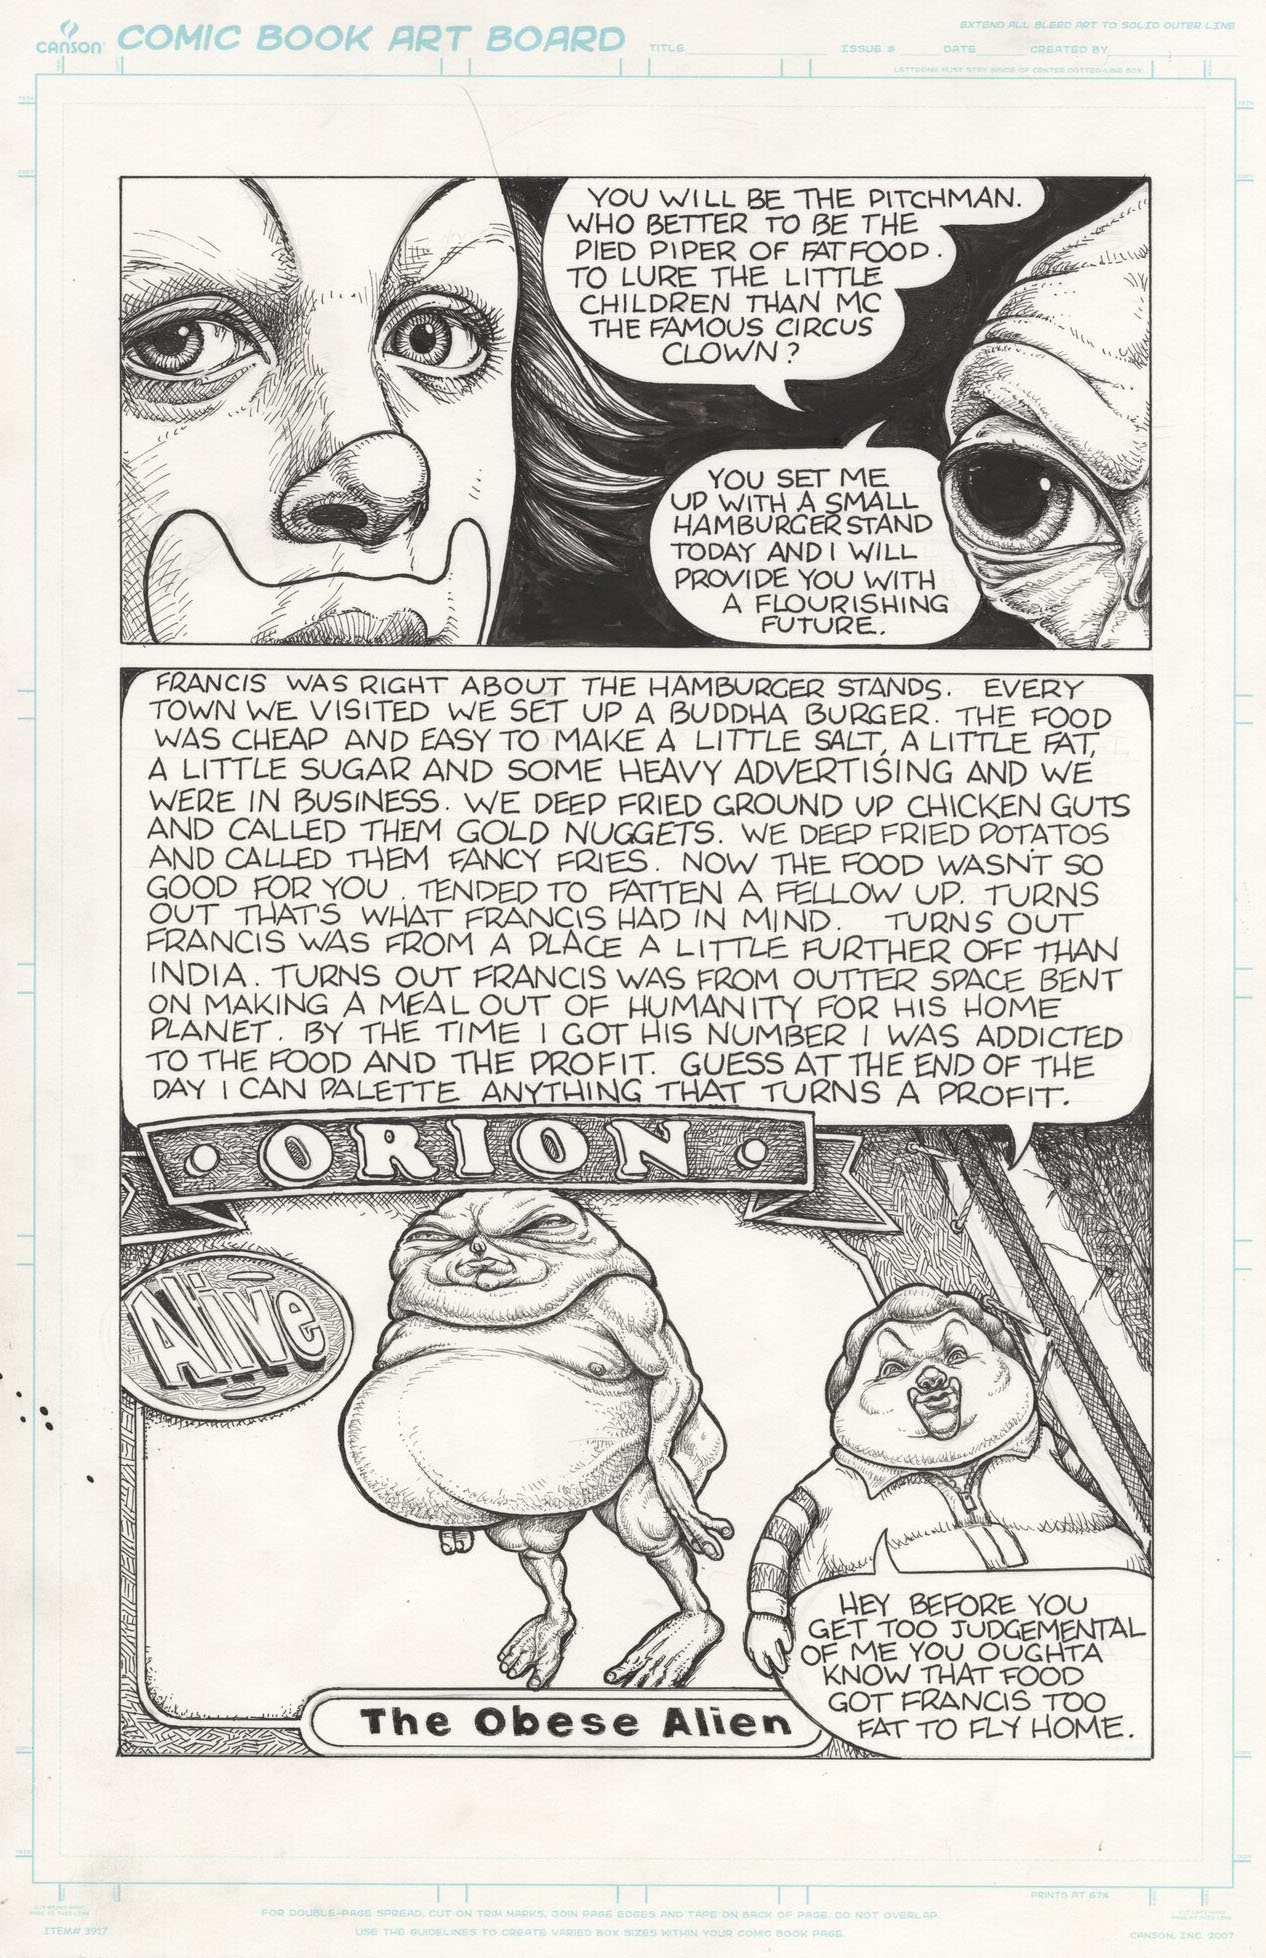 CANSON
COMIC BOOK ART BOARD
EXTEND ALL BLEED ART TO SOLID OUTER LINE
TITLE ISSUE # DATE CREATED BY
LETTERING MUST STAY INSIDE OF CENTER DOTTED-LINE BOX
YOU WILL BE THE PITCHMAN.
WHO BETTER TO BE THE
PIED PIPER OF FAT FOOD.
TO LURE THE LITTLE
CHILDREN THAN MC
THE FAMOUS CIRCUS
CLOWN?
YOU SET ME
UP WITH A SMALL
HAMBURGER STAND
TODAY AND I WILL
PROVIDE YOU WITH
A FLOURISHING
FUTURE.
FRANCIS WAS RIGHT ABOUT THE HAMBURGER STANDS. EVERY
TOWN WE VISITED WE SET UP A BUDDHA BURGER. THE FOOD
WAS CHEAP AND EASY TO MAKE A LITTLE SALT, A LITTLE FAT,
A LITTLE SUGAR AND SOME HEAVY ADVERTISING AND WE
WERE IN BUSINESS. WE DEEP FRIED GROUND UP CHICKEN GUTS
AND CALLED THEM GOLD NUGGETS. WE DEEP FRIED POTATOS
AND CALLED THEM FANCY FRIES. NOW THE FOOD WASN'T SO
GOOD FOR YOU. TENDED TO FATTEN A FELLOW UP. TURNS
OUT THAT'S WHAT FRANCIS HAD IN MIND. TURNS OUT
FRANCIS WAS FROM A PLACE A LITTLE FURTHER OFF THAN
INDIA. TURNS OUT FRANCIS WAS FROM OUTTER SPACE BENT
ON MAKING A MEAL OUT OF HUMANITY FOR HIS HOME
PLANET. BY THE TIME I GOT HIS NUMBER I WAS ADDICTED
TO THE FOOD AND THE PROFIT. GUESS AT THE END OF THE
DAY I CAN PALETTE ANYTHING THAT TURNS A PROFIT.
ORION
Alive
HEY BEFORE YOU
GET TOO JUDGEMENTAL
OF ME YOU OUGHTA
KNOW THAT FOOD
GOT FRANCIS TOO
FAT TO FLY HOME.
The Obese Alien
PRINTS AT 67%
ITEM# 3917
FOR DOUBLE-PAGE SPREAD, CUT ON TRIM MARKS. JOIN PAGE EDGES AND TAPE ON BACK OF PAGE. DO NOT OVERLAP.
USE THE GUIDELINES TO CREATE VARIED BOX SIZES WITHIN YOUR COMIC BOOK PAGE.
CANSON, INC. 2007